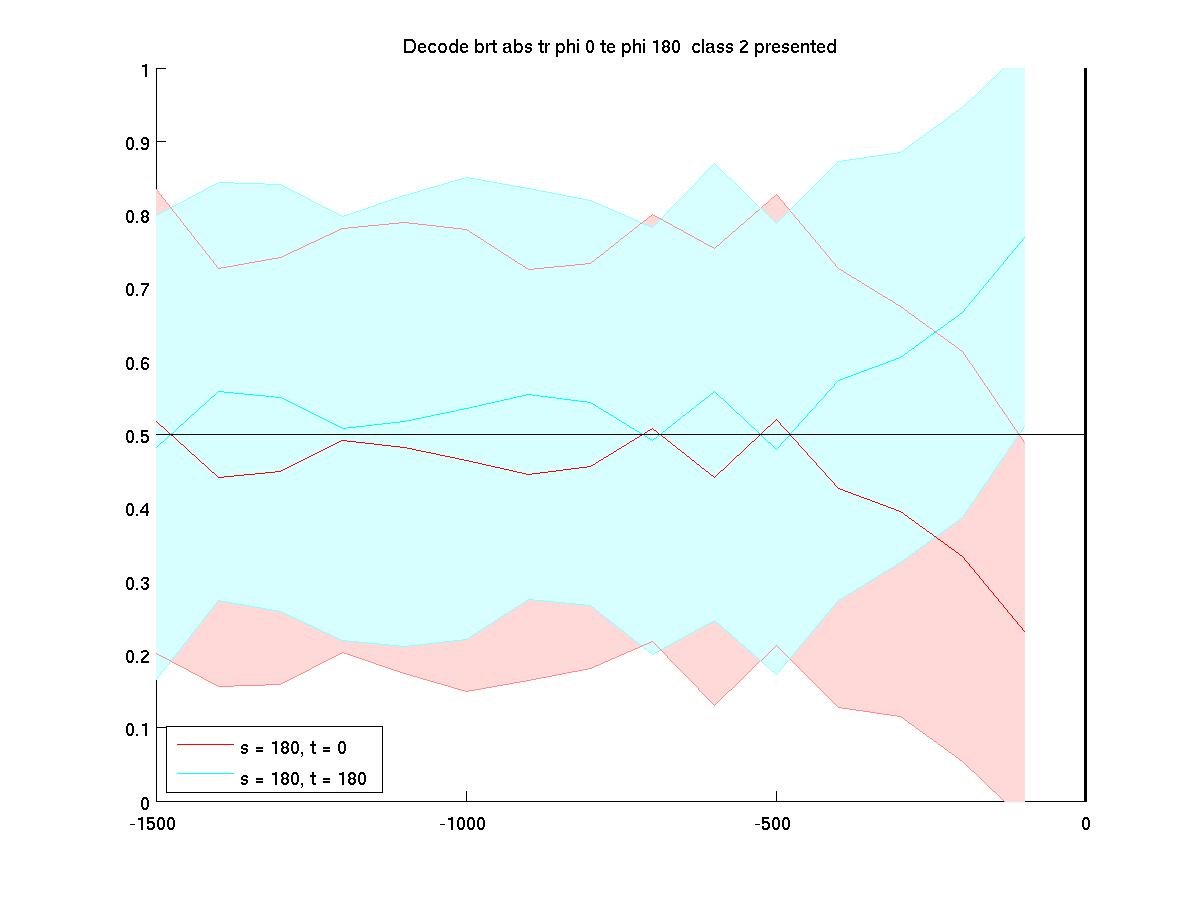 Decode brt abs tr phi 0 te phi 180  class 2 presented
1
0.9
0.8
0.7
0.6
0.5
0.4
0.3
0.2
0.1
0
s = 180, t = 0
s = 180, t = 180
-1500 -1000 -500 0